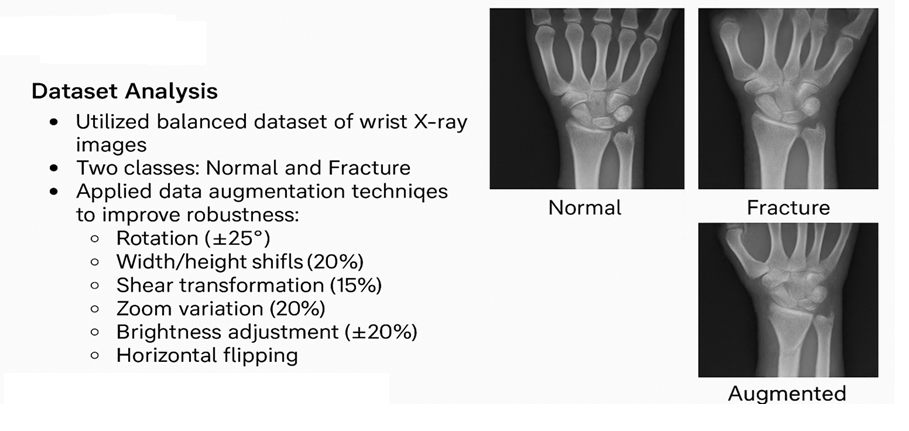 Dataset Analysis
• Utilized balanced dataset of wrist X-ray
images
• Two classes: Normal and Fracture
• Applied data augmentation techniqes
to improve robustness:
○ Rotation (±25°)
○ Width/height shifls (20%)
○ Shear transformation (15%)
○ Zoom variation (20%)
○ Brightness adjustment (±20%)
○ Horizontal flipping
Normal
Fracture
Augmented